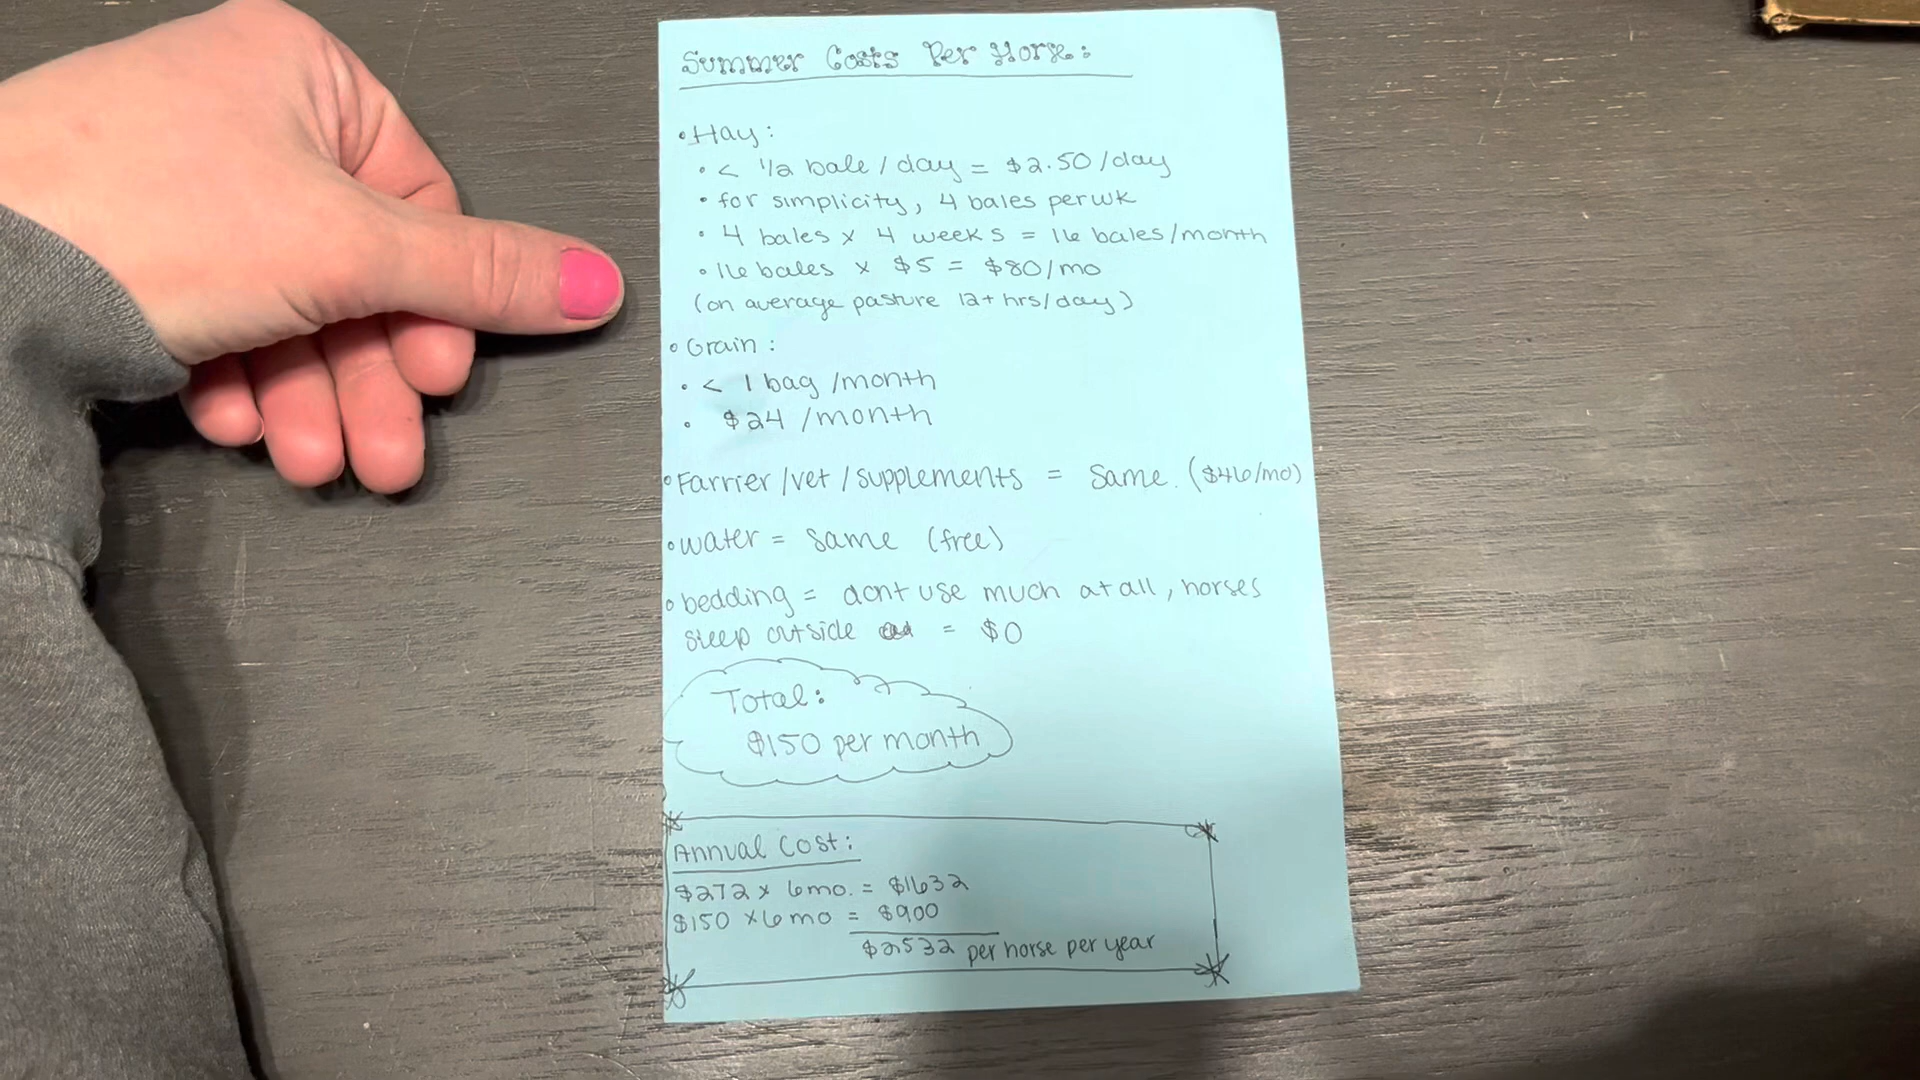 Summer Costs Per Horse:
• Hay:
• < 1/2 bale / day = $2.50 /day
• for simplicity, 4 bales per wk
• 4 bales x 4 weeks = 16 bales/month
• 16 bales x $5 = $80/mo
(on average pasture 12+ hrs/day)
• Grain:
• < 1 bag /month
• $24 /month
• Farrier /vet /supplements = Same. ($46/mo)
• water = same (free)
• bedding = dont use much at all, horses
sleep outside = $0
Total:
$150 per month
Annual Cost:
$272 x 6mo. = $1632
$150 x 6 mo = $900
$2532 per horse per year